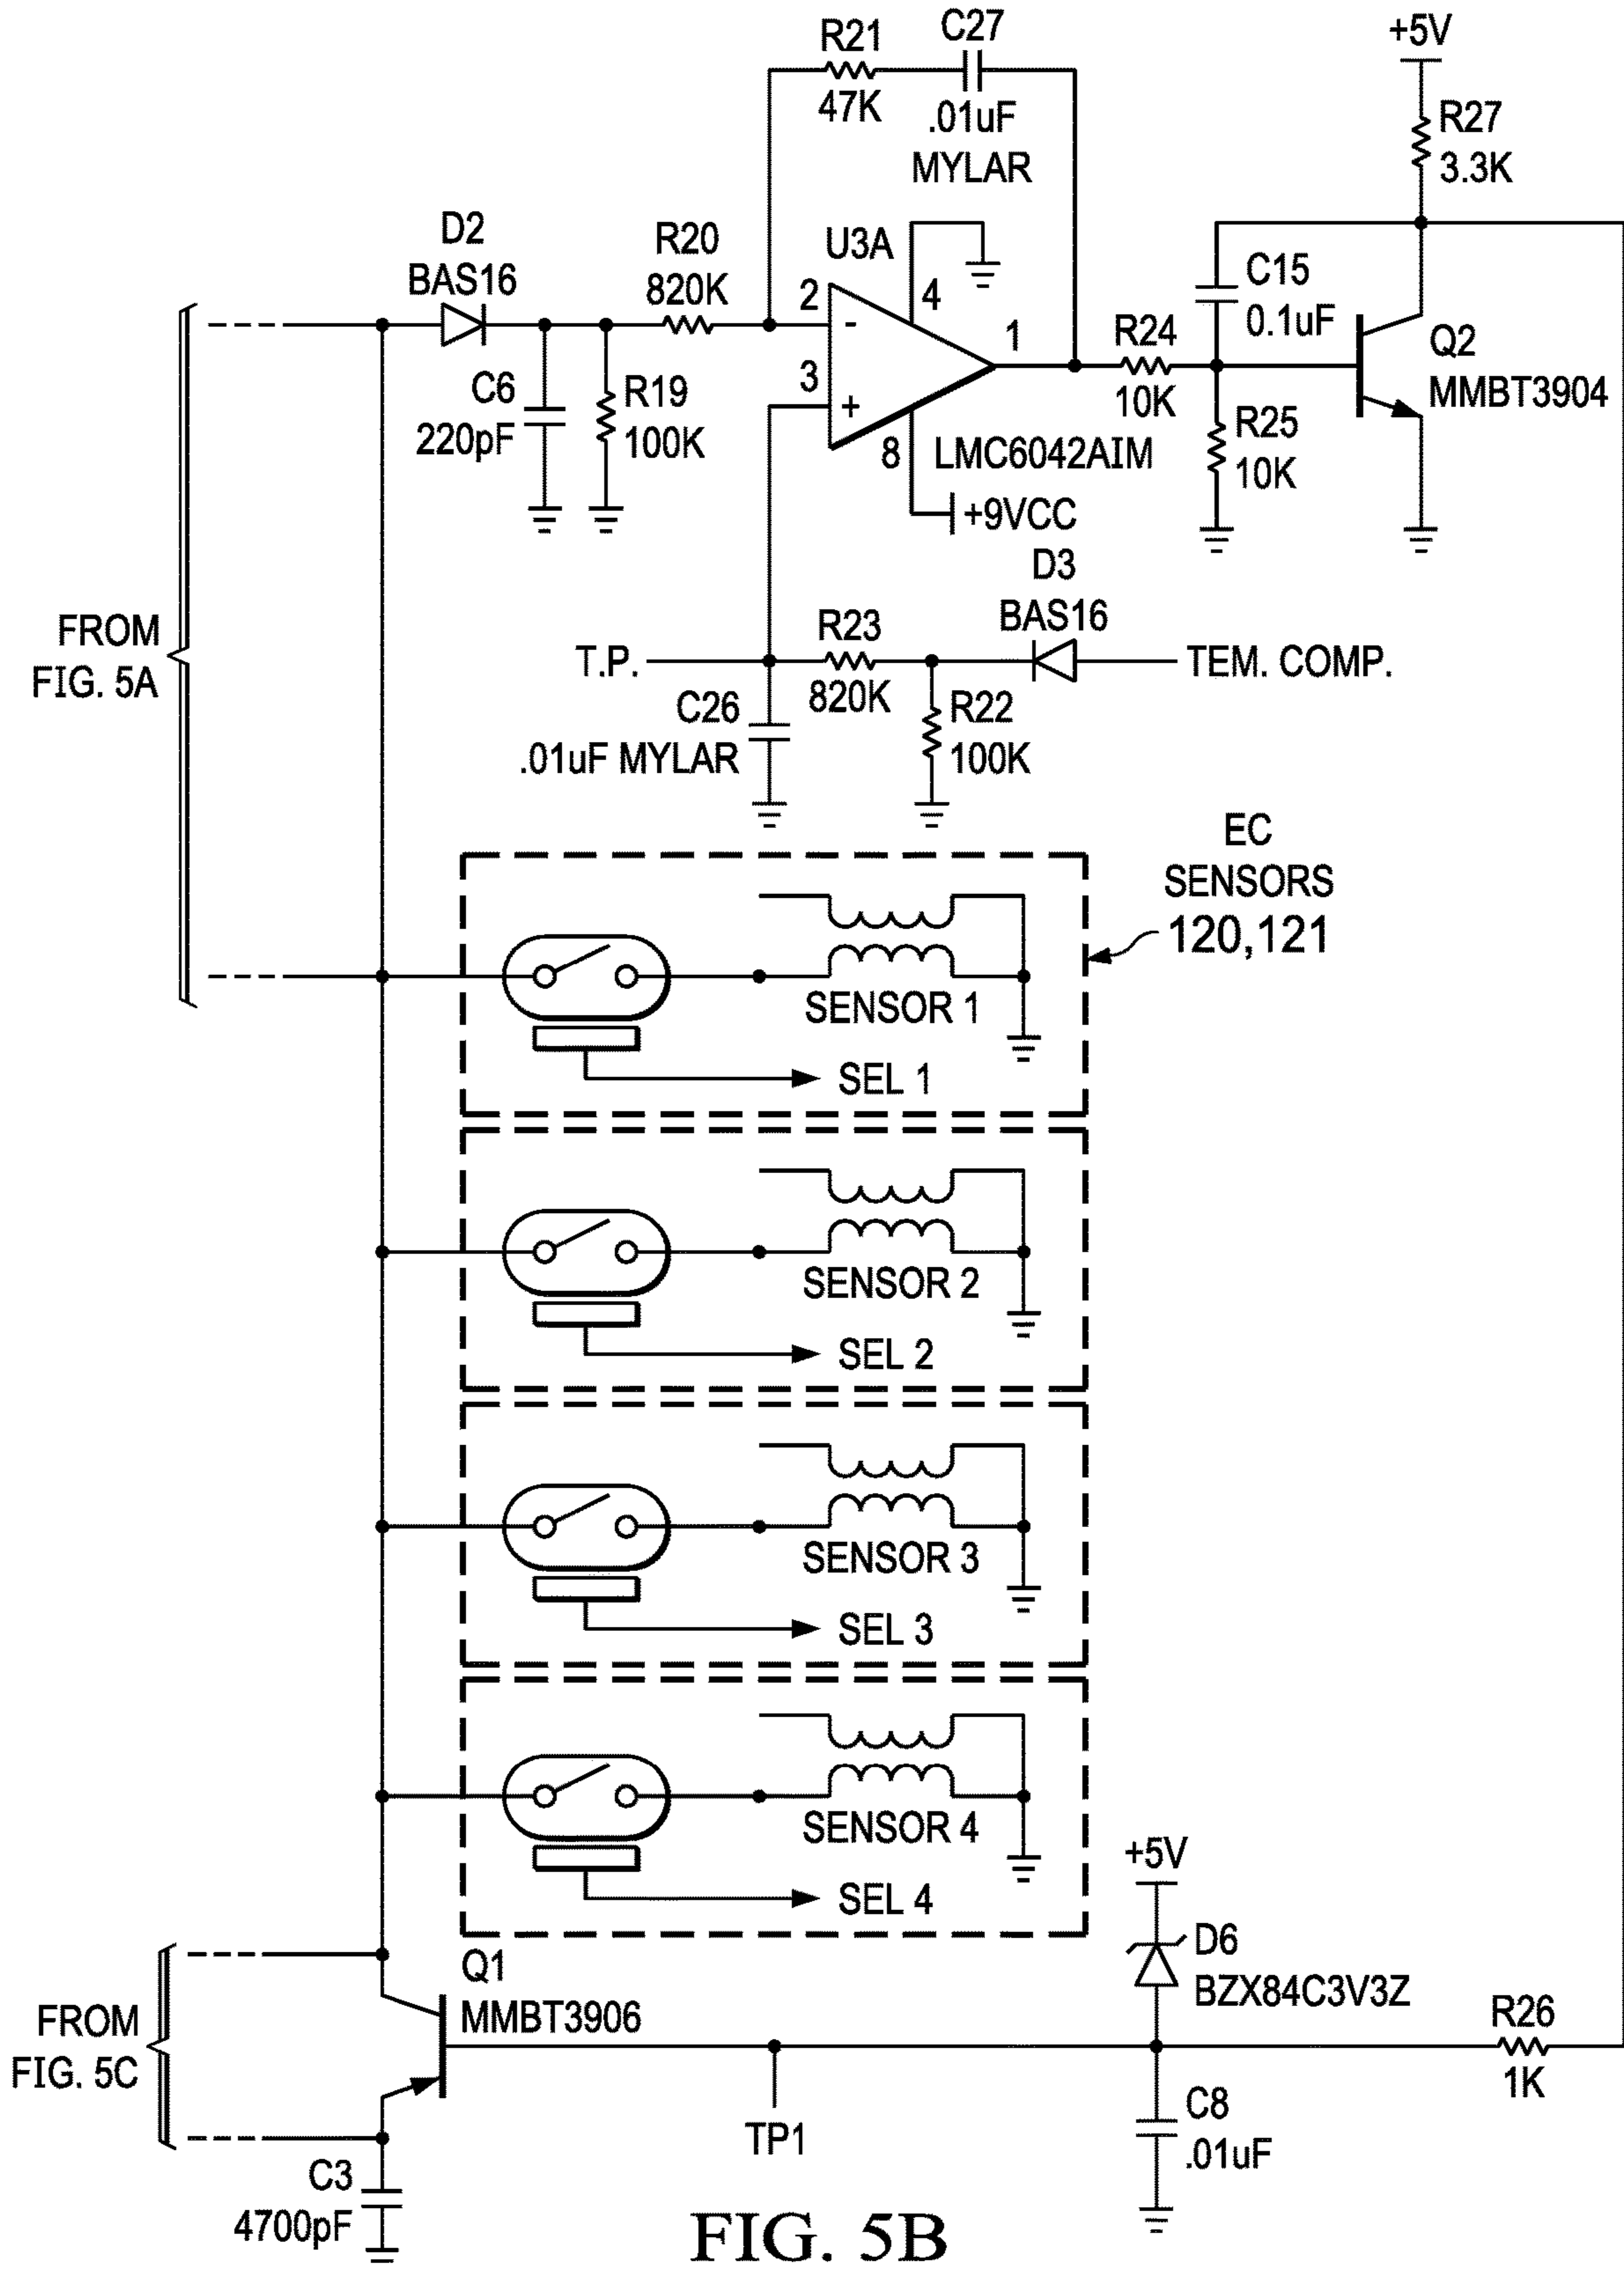 R21
47K
C27
.01uF
MYLAR
+5V
R27
3.3K
D2
BAS16
R20
820K
U3A
2
-
3
+
4
1
8
LMC6042AIM
+9VCC
C15
0.1uF
R24
10K
R25
10K
Q2
MMBT3904
C6
220pF
R19
100K
FROM
FIG. 5A
T.P.
R23
820K
D3
BAS16
TEM. COMP.
C26
.01uF MYLAR
R22
100K
EC
SENSORS
120,121
SENSOR 1
SEL 1
SENSOR 2
SEL 2
SENSOR 3
SEL 3
SENSOR 4
SEL 4
+5V
D6
BZX84C3V3Z
R26
1K
Q1
MMBT3906
FROM
FIG. 5C
TP1
C8
.01uF
C3
4700pF
FIG. 5B